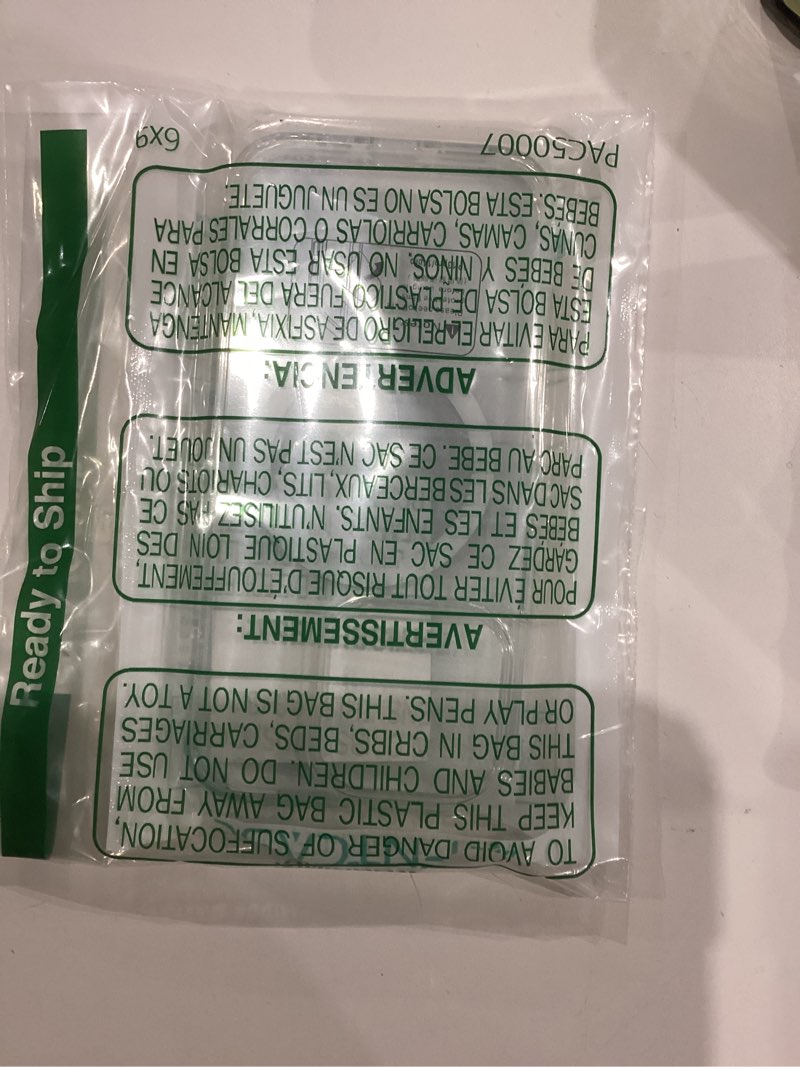 TO AVOID DANGER OF SUFFOCATION,
KEEP THIS PLASTIC BAG AWAY FROM
BABIES AND CHILDREN. DO NOT USE
THIS BAG IN CRIBS, BEDS, CARRIAGES
OR PLAY PENS. THIS BAG IS NOT A TOY.
AVERTISSEMENT:
POUR ÉVITER TOUT RISQUE D'ÉTOUFFEMENT,
GARDEZ CE SAC EN PLASTIQUE LOIN DES
BEBES ET LES ENFANTS. N'UTILISEZ PAS CE
SAC DANS LES BERCEAUX, LITS, CHARIOTS OU
PARC AU BEBE. CE SAC N'EST PAS UN JOUET.
ADVERTENCIA:
PARA EVITAR EL PELIGRO DE ASFIXIA, MANTENGA
ESTA BOLSA DE PLASTICO FUERA DEL ALCANCE
DE BEBES Y NINOS. NO USAR ESTA BOLSA EN
CUNAS, CAMAS, CARRIOLAS O CORRALES PARA
BEBES. ESTA BOLSA NO ES UN JUGUETE.
PAC50007 6x9
Ready to Ship